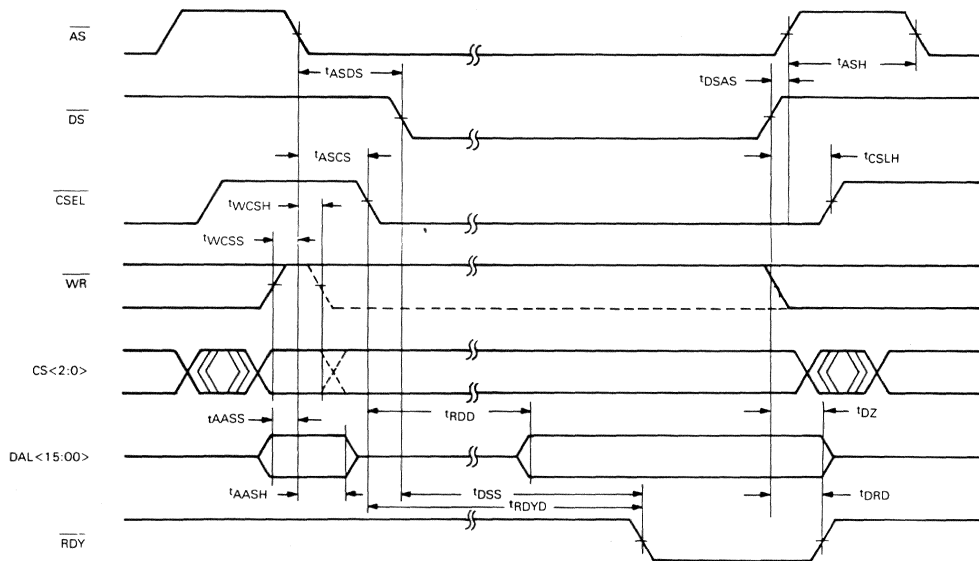 AS
tASDS
tDSAS
tASH
DS
tASCS
tCSLH
CSEL
tWCSH
tWCSS
WR
CS<2:0>
tRDD
tAASS
tDZ
DAL<15:00>
tAASH
tDSS
tDRD
tRDYD
RDY